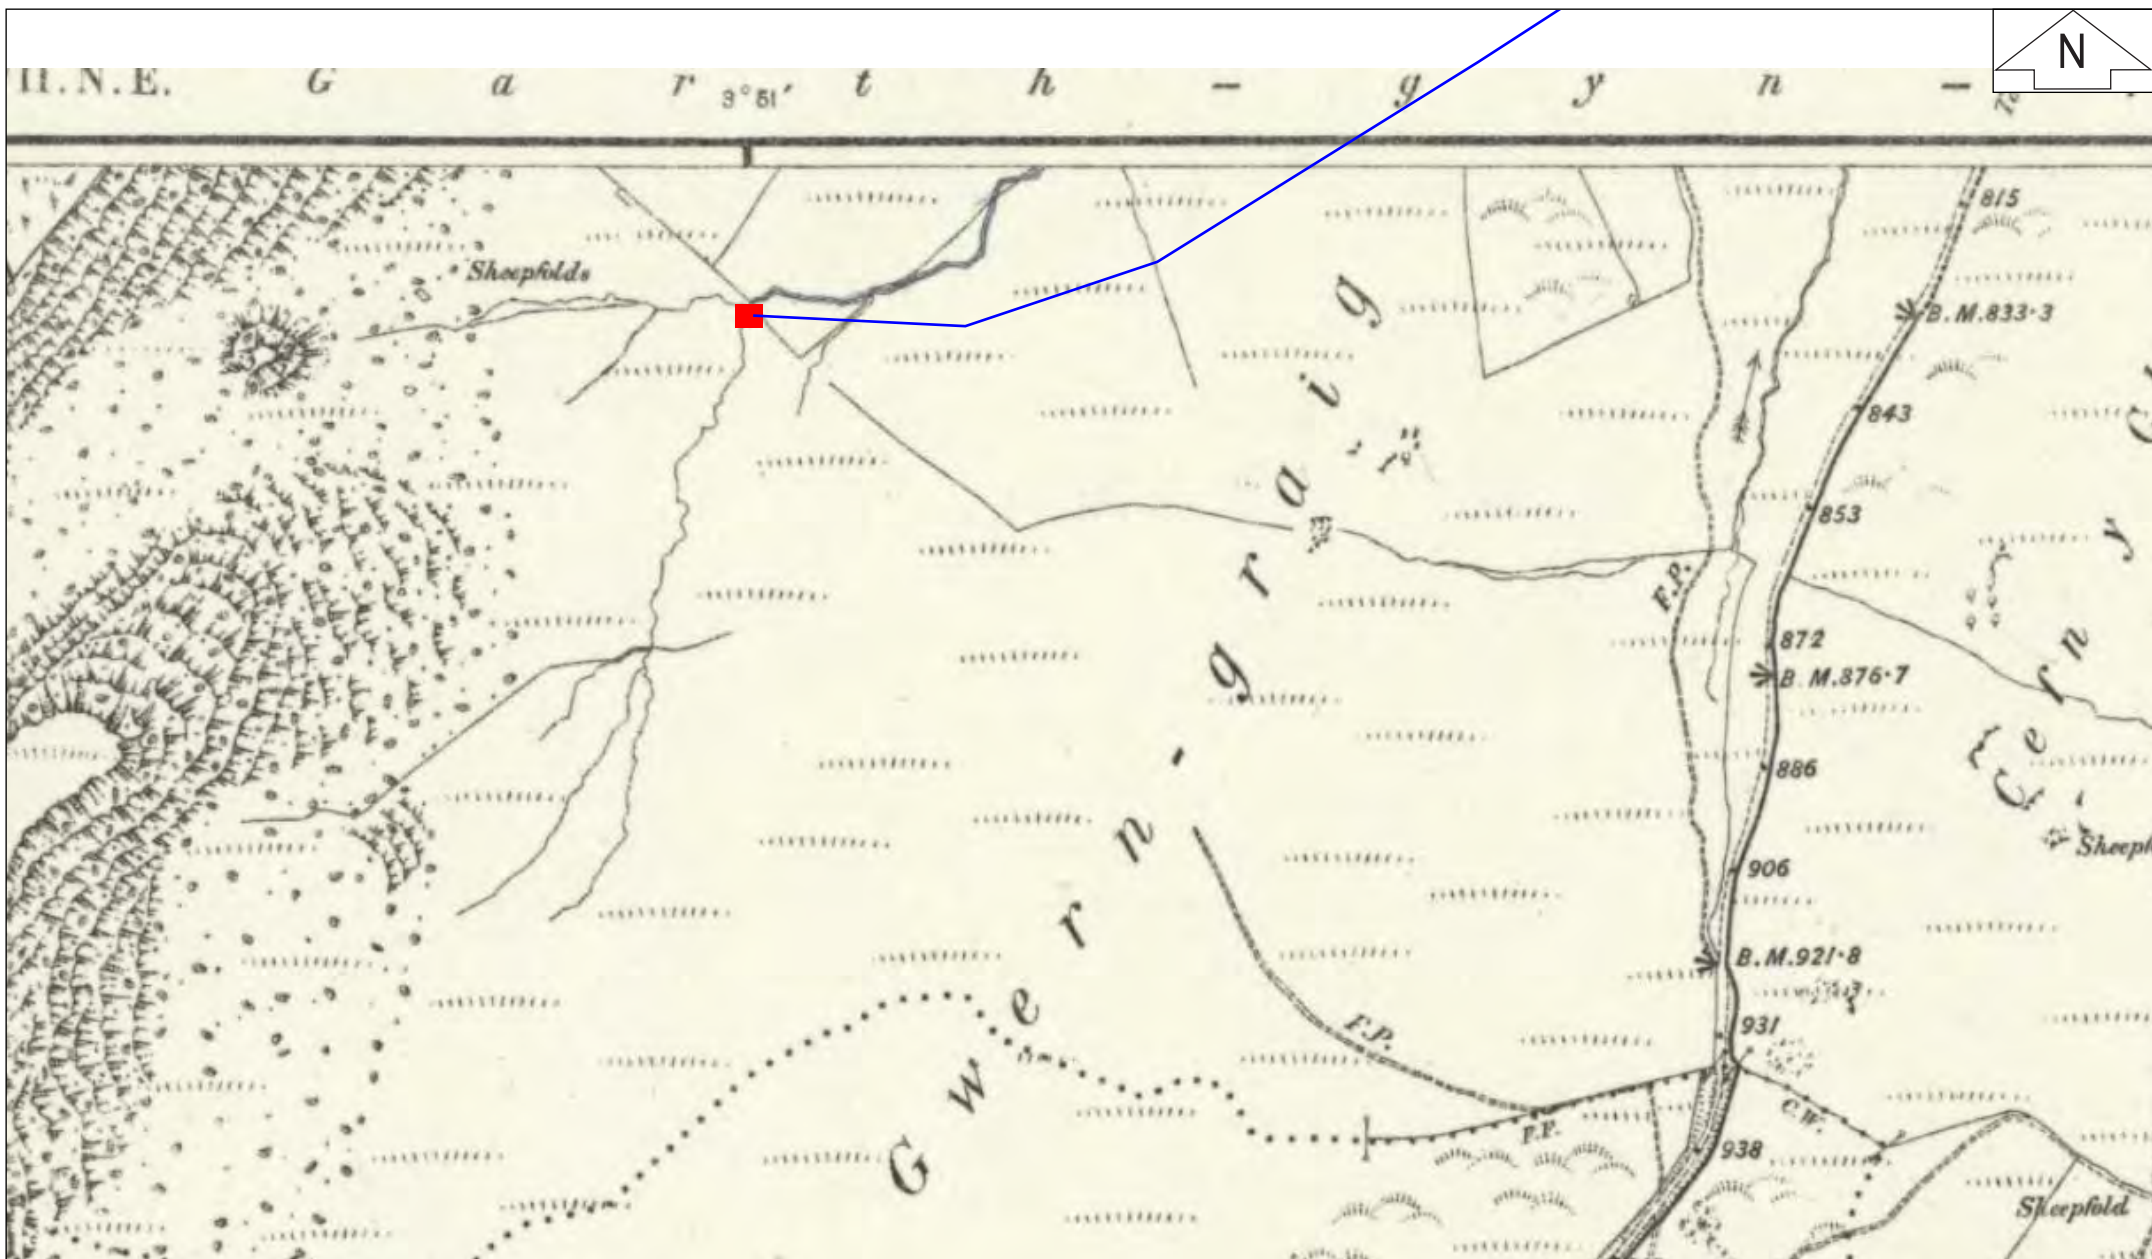 N
II.N.E. G a r t h - g y n -
3°51'
815
Sheepfolds
B.M.833·3
843
853
F.P.
872
B.M.876·7
886
Sheepf
906
B.M.921·8
931
F.P.
C.W.
F.F.
938
Sheepfold
Gwern-graig
Cefn y